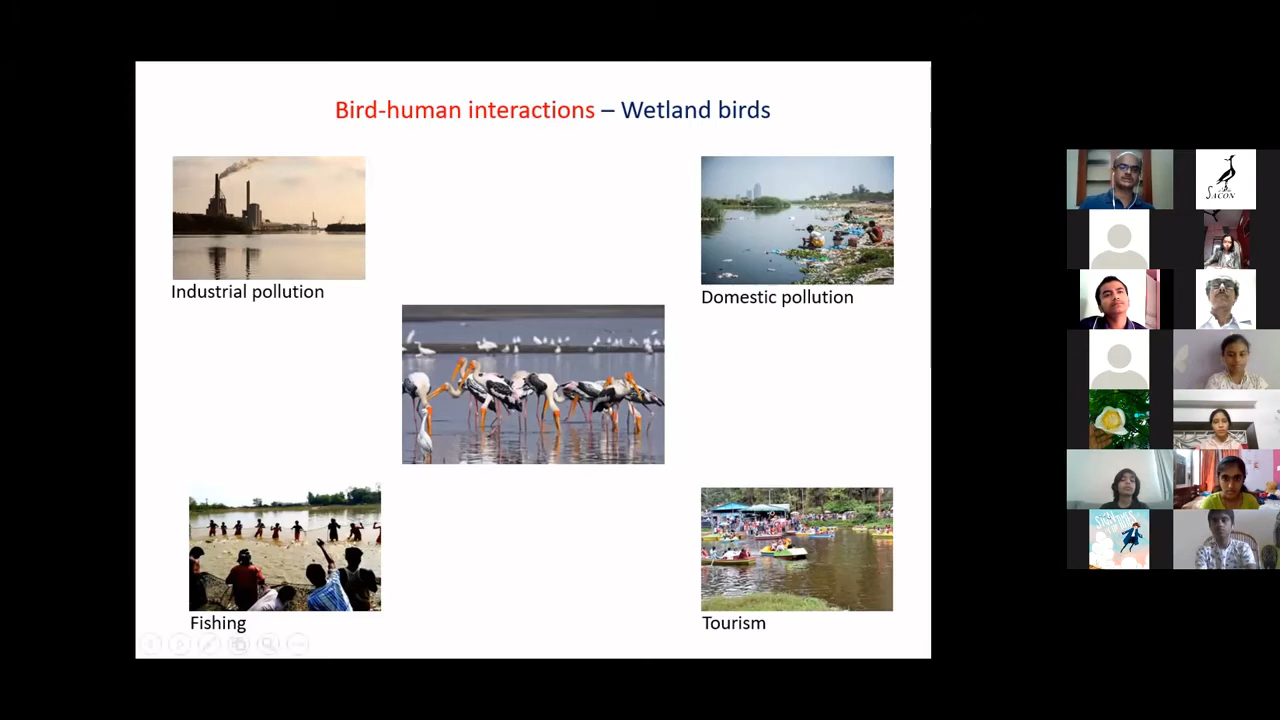 Bird-human interactions – Wetland birds
Industrial pollution
Domestic pollution
Fishing
Tourism
SACON